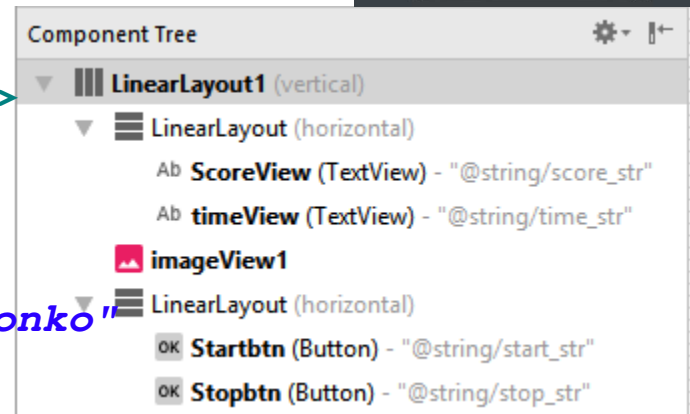 Component Tree
> LinearLayout1 (vertical)
LinearLayout (horizontal)
Ab ScoreView (TextView) - "@string/score_str"
Ab timeView (TextView) - "@string/time_str"
imageView1
onko" LinearLayout (horizontal)
OK Startbtn (Button) - "@string/start_str"
OK Stopbtn (Button) - "@string/stop_str"